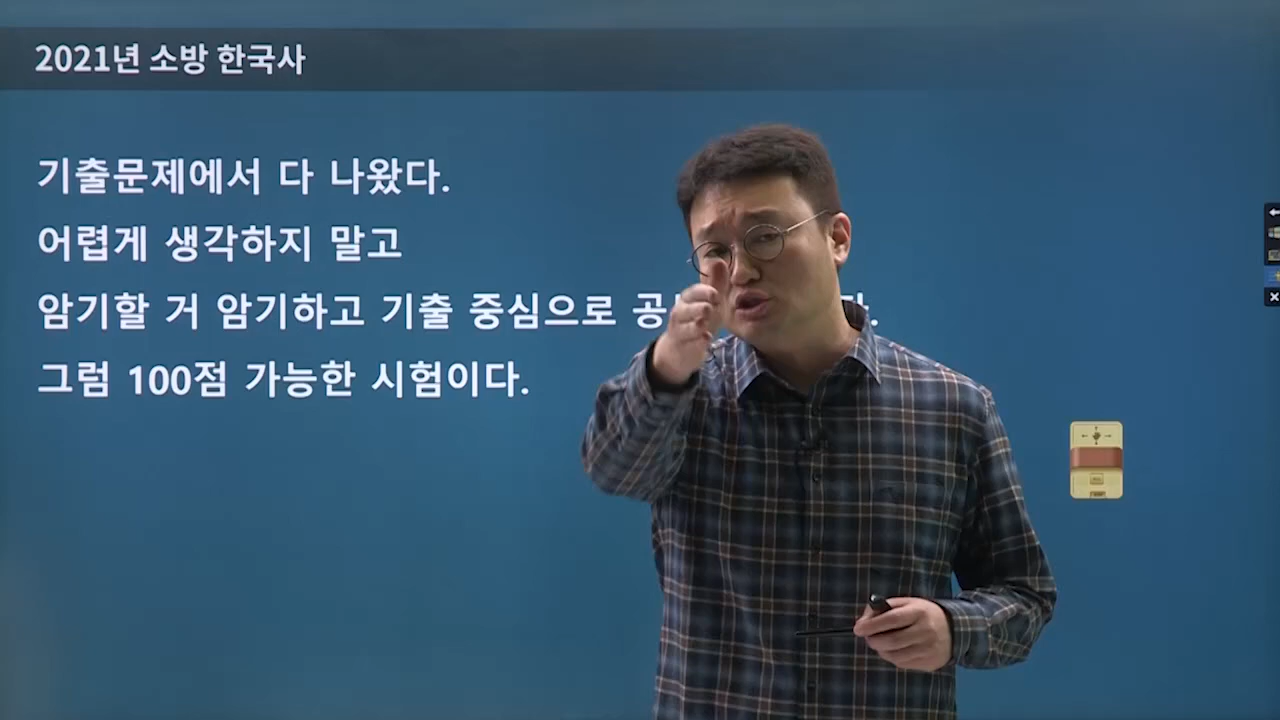 2021년 소방 한국사
기출문제에서 다 나왔다.
어렵게 생각하지 말고
암기할 거 암기하고 기출 중심으로
그럼 100점 가능한 시험이다.